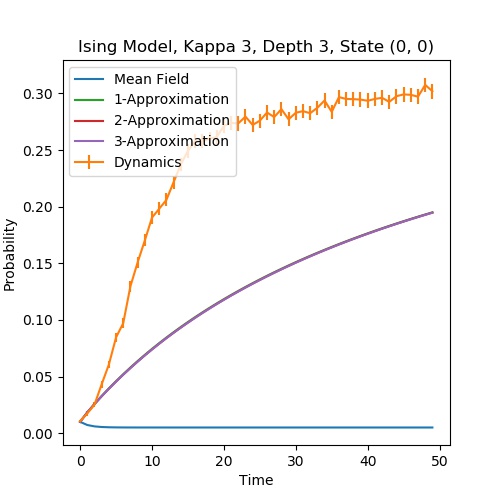 Ising Model, Kappa 3, Depth 3, State (0, 0)
Mean Field
1-Approximation
2-Approximation
3-Approximation
Dynamics
0.30
0.25
0.20
0.15
0.10
0.05
0.00
Probability
0 10 20 30 40 50
Time